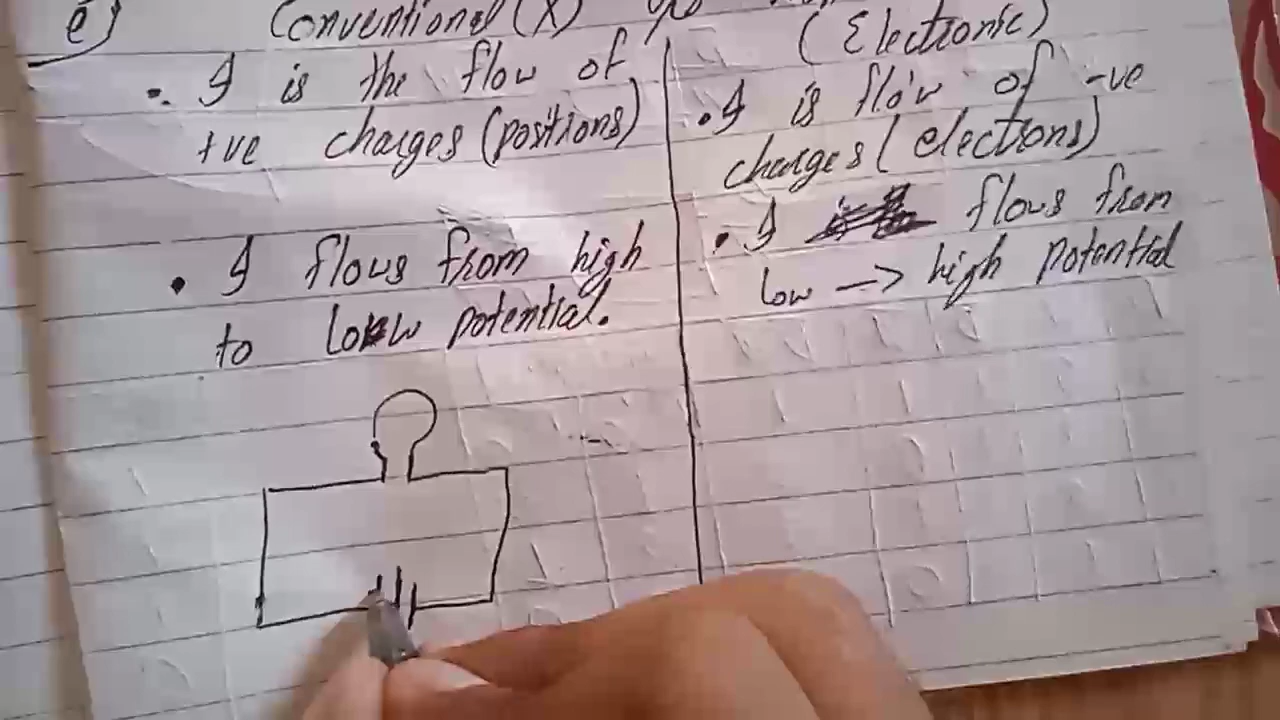 e) Conventional (X)
(Electronic)
. I is the flow of
+ve charges (positions)
. I flows from high
to low potential.
. I is flow of -ve
charges (electrons)
. I flows from
low -> high potential